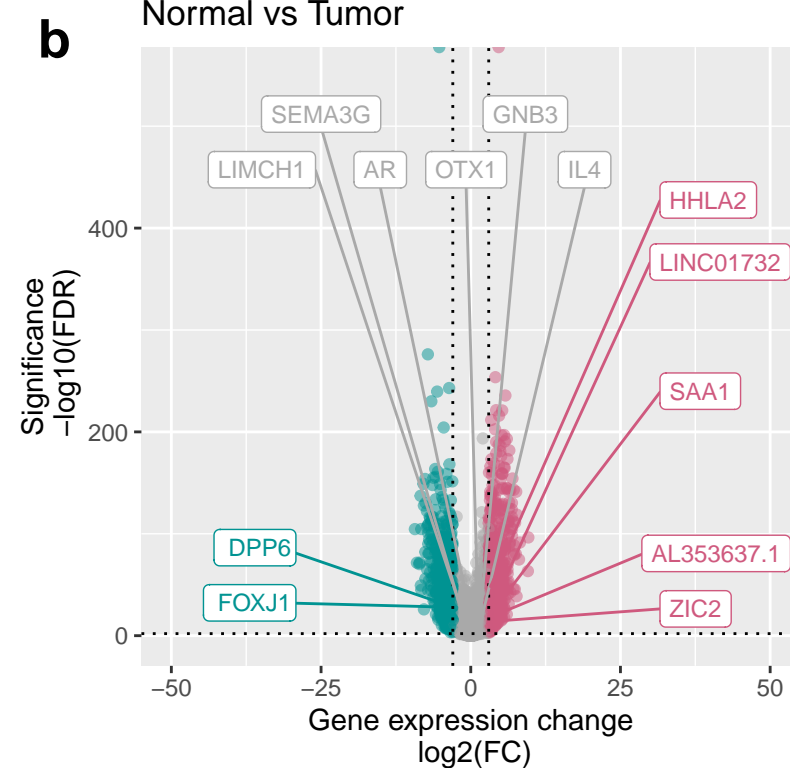 b
Normal vs Tumor
SEMA3G
GNB3
LIMCH1
AR
OTX1
IL4
HHLA2
LINC01732
SAA1
DPP6
AL353637.1
FOXJ1
ZIC2
400
200
0
Significance
−log10(FDR)
−50
−25
0
25
50
Gene expression change
log2(FC)